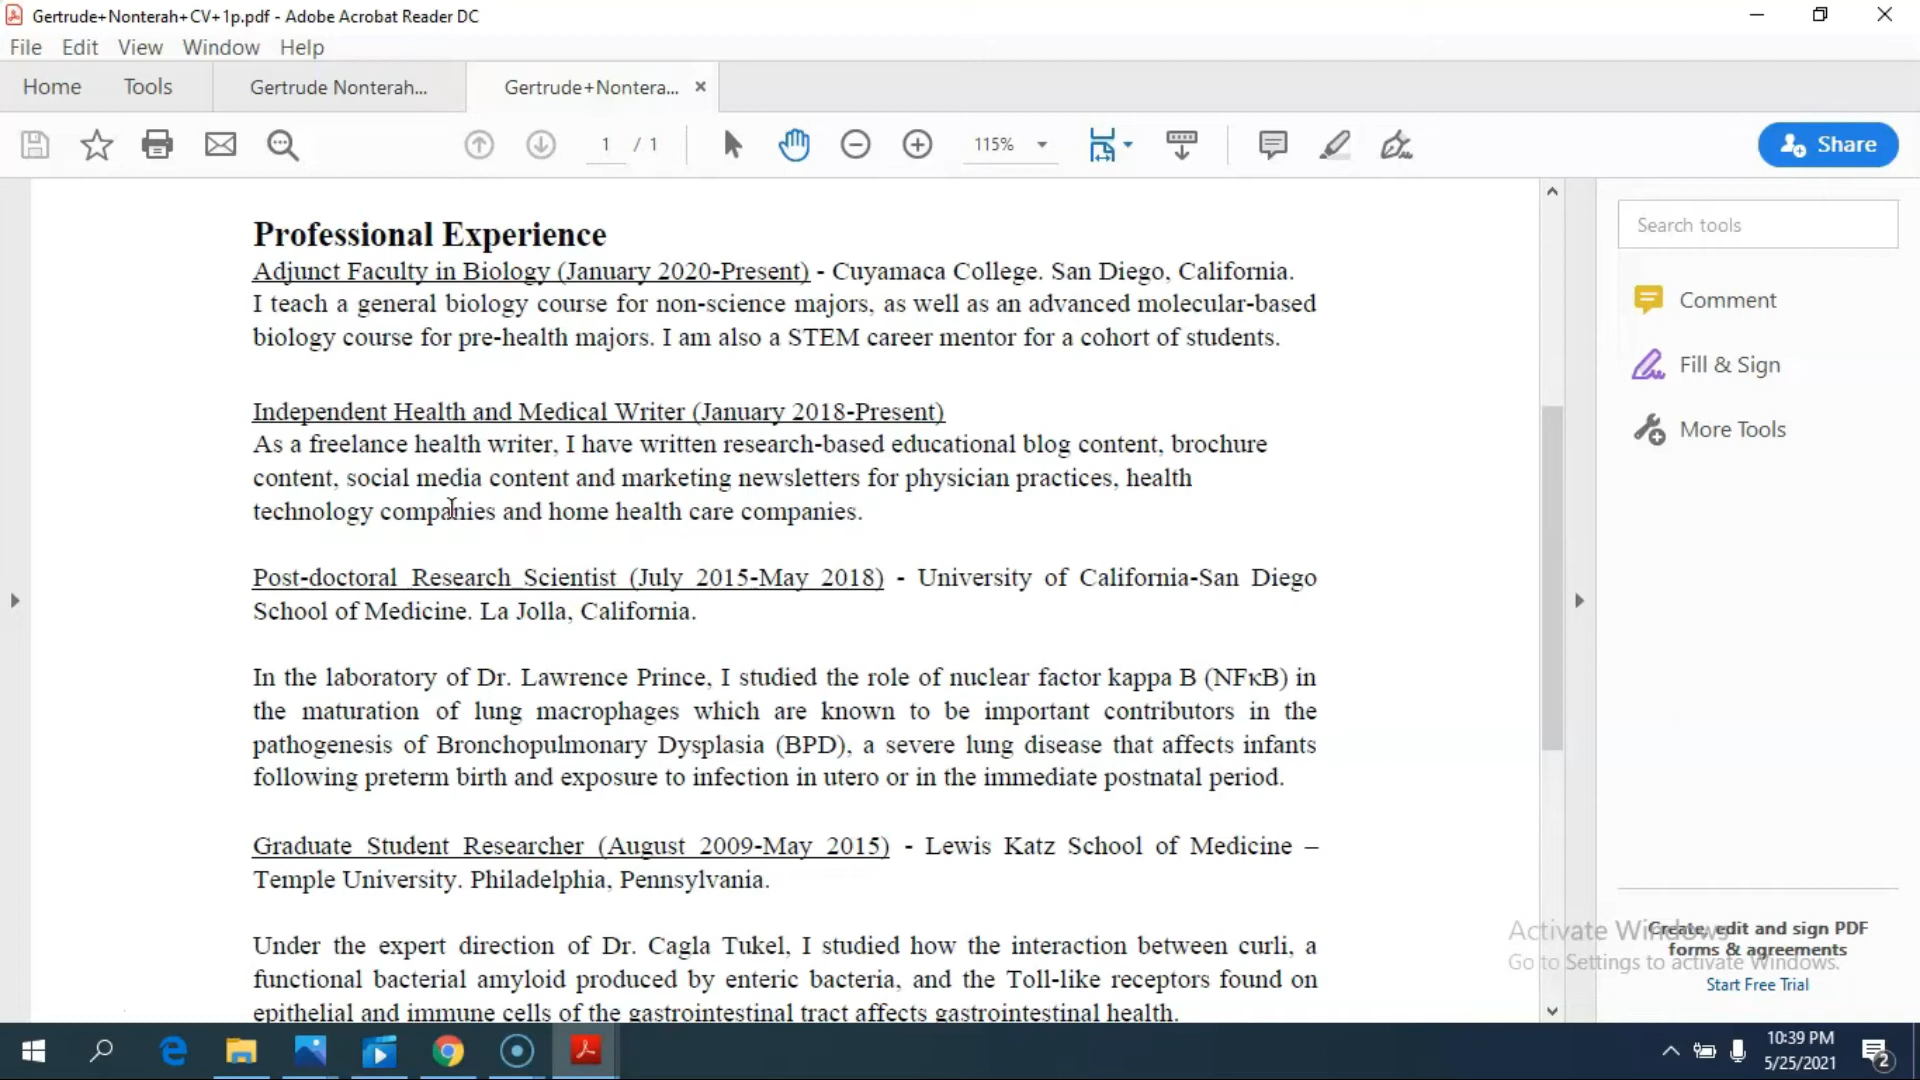 Gertrude+Nonterah+CV+1p.pdf - Adobe Acrobat Reader DC
File Edit View Window Help
Home Tools Gertrude Nonterah... Gertrude+Nontera... ×
1 / 1 115% Share
Professional Experience
Adjunct Faculty in Biology (January 2020-Present) - Cuyamaca College. San Diego, California.
I teach a general biology course for non-science majors, as well as an advanced molecular-based
biology course for pre-health majors. I am also a STEM career mentor for a cohort of students.
Independent Health and Medical Writer (January 2018-Present)
As a freelance health writer, I have written research-based educational blog content, brochure
content, social media content and marketing newsletters for physician practices, health
technology companies and home health care companies.
Post-doctoral Research Scientist (July 2015-May 2018) - University of California-San Diego
School of Medicine. La Jolla, California.
In the laboratory of Dr. Lawrence Prince, I studied the role of nuclear factor kappa B (NFκB) in
the maturation of lung macrophages which are known to be important contributors in the
pathogenesis of Bronchopulmonary Dysplasia (BPD), a severe lung disease that affects infants
following preterm birth and exposure to infection in utero or in the immediate postnatal period.
Graduate Student Researcher (August 2009-May 2015) - Lewis Katz School of Medicine –
Temple University. Philadelphia, Pennsylvania.
Under the expert direction of Dr. Cagla Tukel, I studied how the interaction between curli, a
functional bacterial amyloid produced by enteric bacteria, and the Toll-like receptors found on
epithelial and immune cells of the gastrointestinal tract affects gastrointestinal health.
Search tools
Comment
Fill & Sign
More Tools
Create, edit and sign PDF
forms & agreements
Start Free Trial
Activate Windows
Go to Settings to activate Windows.
10:39 PM
5/25/2021
2